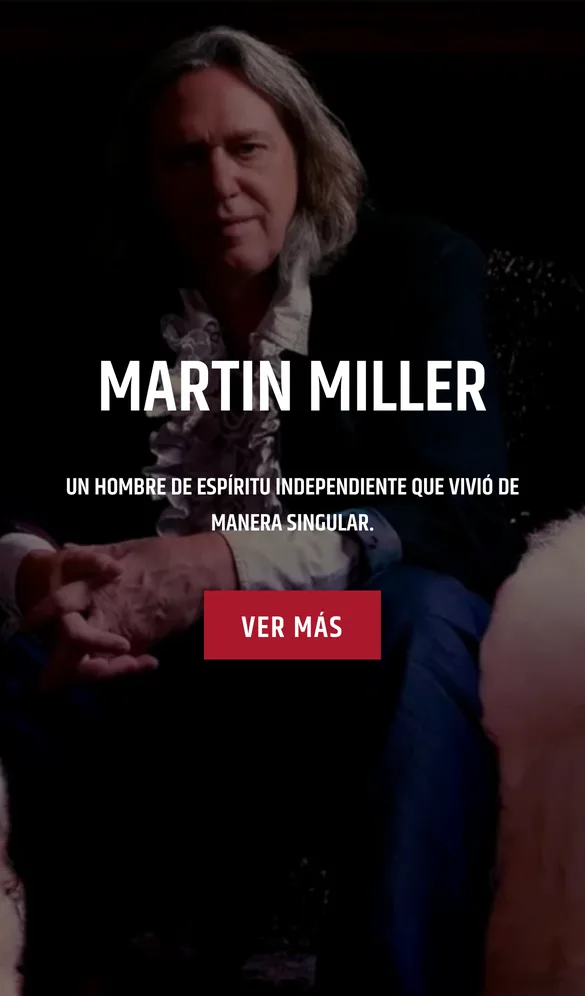 MARTIN MILLER
UN HOMBRE DE ESPÍRITU INDEPENDIENTE QUE VIVIÓ DE
MANERA SINGULAR.
VER MÁS